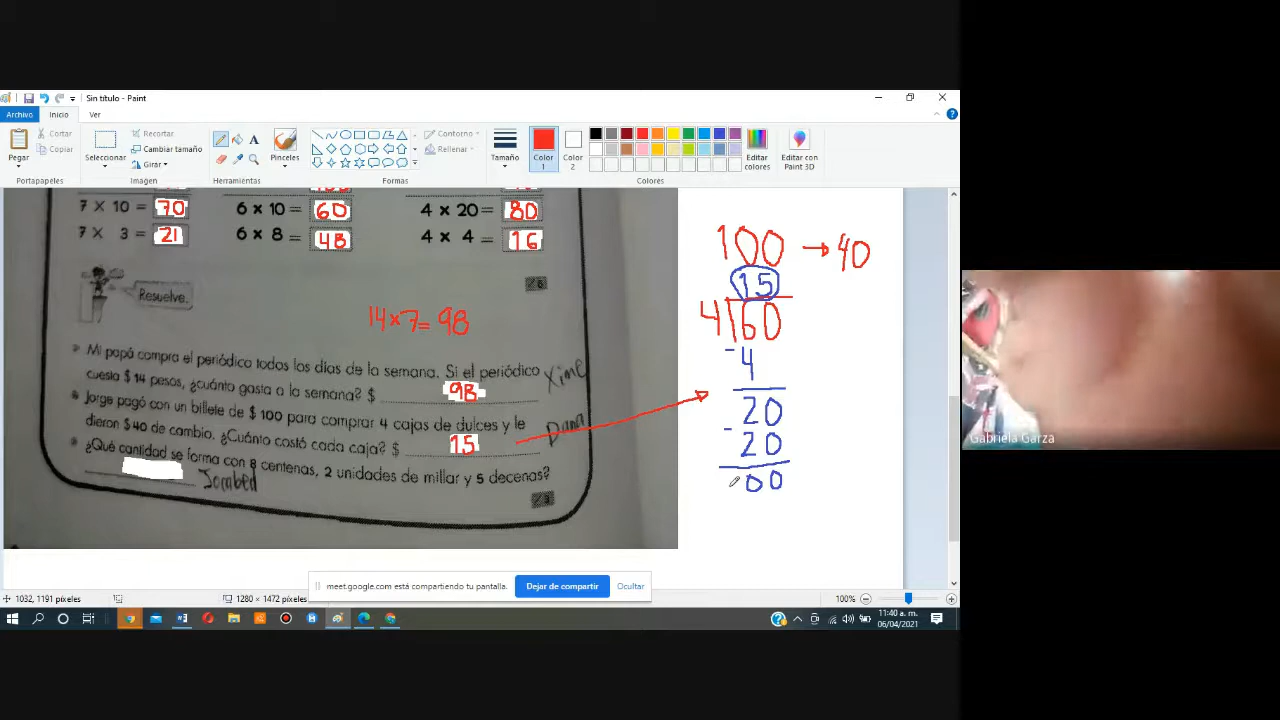 Sin título - Paint
Archivo Inicio Ver
Pegar
Cortar
Copiar
Portapapeles
Seleccionar
Recortar
Cambiar tamaño
Girar
Imagen
A
Herramientas
Pinceles
Contorno
Rellenar
Formas
Tamaño
Color 1
Color 2
Editar colores
Editar con Paint 3D
Colores
7 × 10 = 70 6 × 10 = 60 4 × 20 = 80
7 × 3 = 21 6 × 8 = 48 4 × 4 = 16
Resuelve.
14×7= 98
Mi papá compra el periódico todos los días de la semana. Si el periódico
cuesta $ 14 pesos, ¿cuánto gasta a la semana? $ 98 Xime
Jorge pagó con un billete de $ 100 para comprar 4 cajas de dulces y le
dieron $ 40 de cambio. ¿Cuánto costó cada caja? $ 15 Dana
¿Qué cantidad se forma con 8 centenas, 2 unidades de millar y 5 decenas?
100 → 40
15
4 60
- 4
20
- 20
00
Gabriela Garza
meet.google.com está compartiendo tu pantalla. Dejar de compartir Ocultar
1032, 1191 píxeles 1280 × 1472 píxeles 100%
11:40 a. m.
06/04/2021